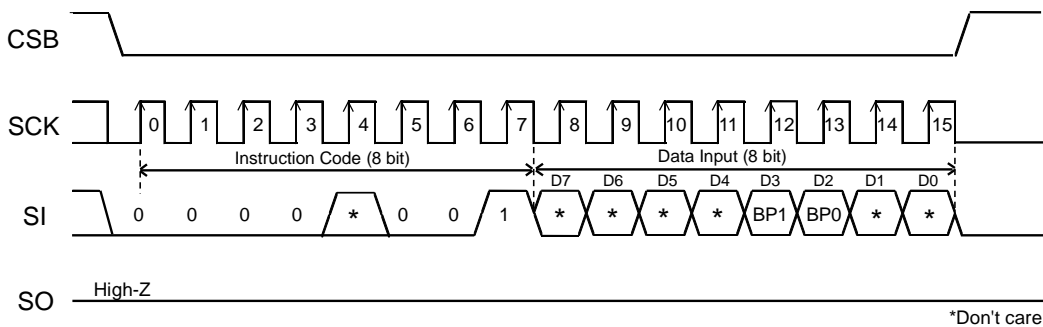 CSB
SCK 0 1 2 3 4 5 6 7 8 9 10 11 12 13 14 15
Instruction Code (8 bit) Data Input (8 bit)
D7 D6 D5 D4 D3 D2 D1 D0
SI 0 0 0 0 * 0 0 1 * * * * BP1 BP0 * *
High-Z
SO
*Don't care